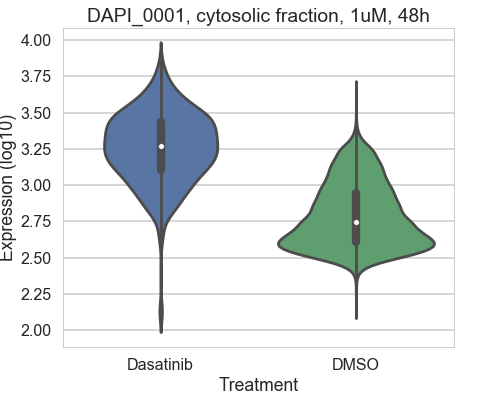 DAPI_0001, cytosolic fraction, 1uM, 48h
Expression (log10)
4.00
3.75
3.50
3.25
3.00
2.75
2.50
2.25
2.00
Dasatinib DMSO
Treatment